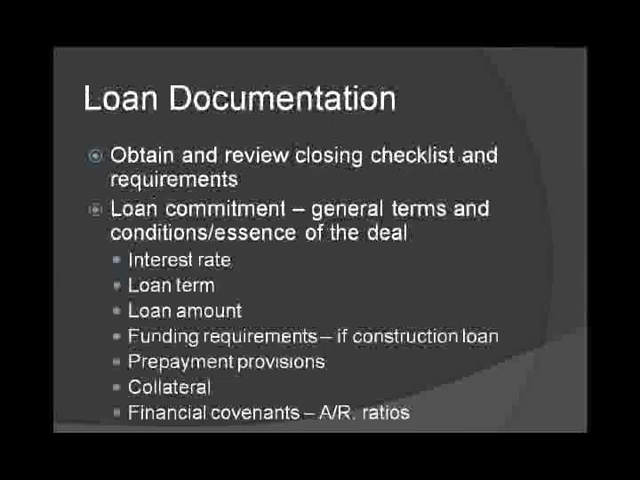 Loan Documentation
Obtain and review closing checklist and
requirements
Loan commitment – general terms and
conditions/essence of the deal
Interest rate
Loan term
Loan amount
Funding requirements – if construction loan
Prepayment provisions
Collateral
Financial covenants – A/R. ratios